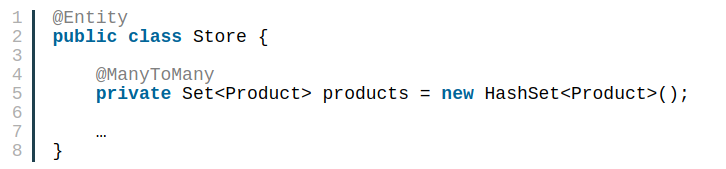 1 @Entity
2 public class Store {
3
4     @ManyToMany
5     private Set<Product> products = new HashSet<Product>();
6
7     …
8 }